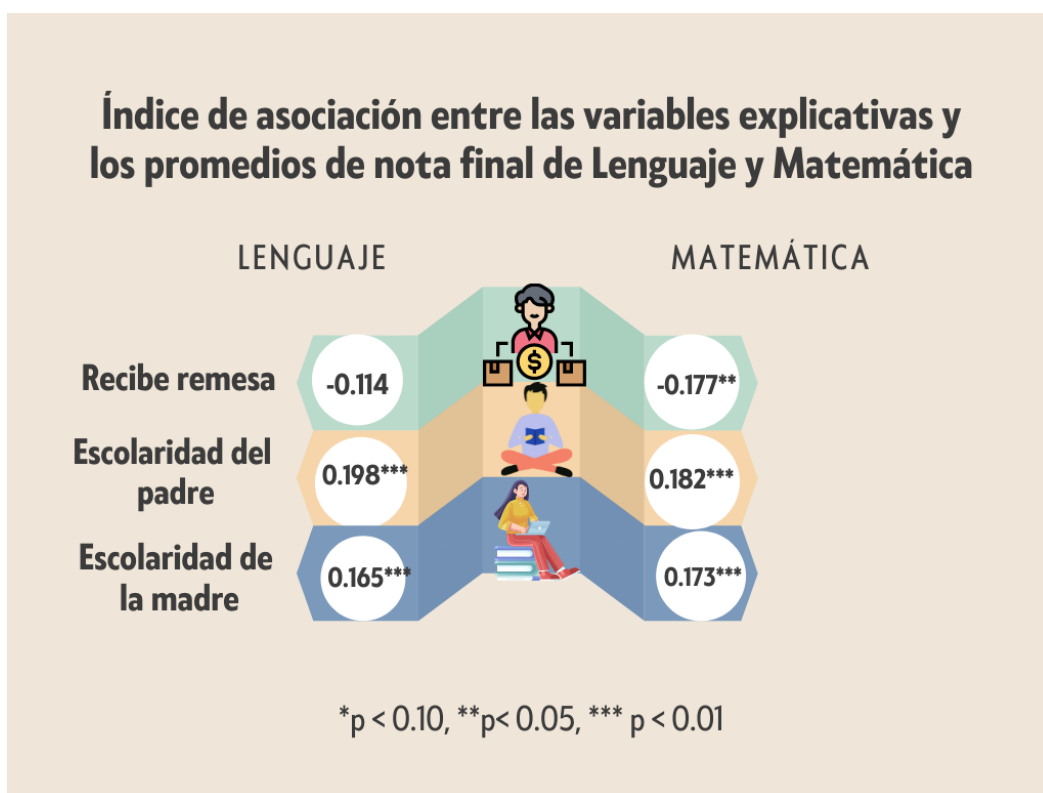 Índice de asociación entre las variables explicativas y
los promedios de nota final de Lenguaje y Matemática
LENGUAJE
MATEMÁTICA
$
Recibe remesa
-0.114
-0.177**
Escolaridad del
padre
0.198***
0.182***
Escolaridad de
la madre
0.165***
0.173***
*p < 0.10, **p< 0.05, *** p < 0.01